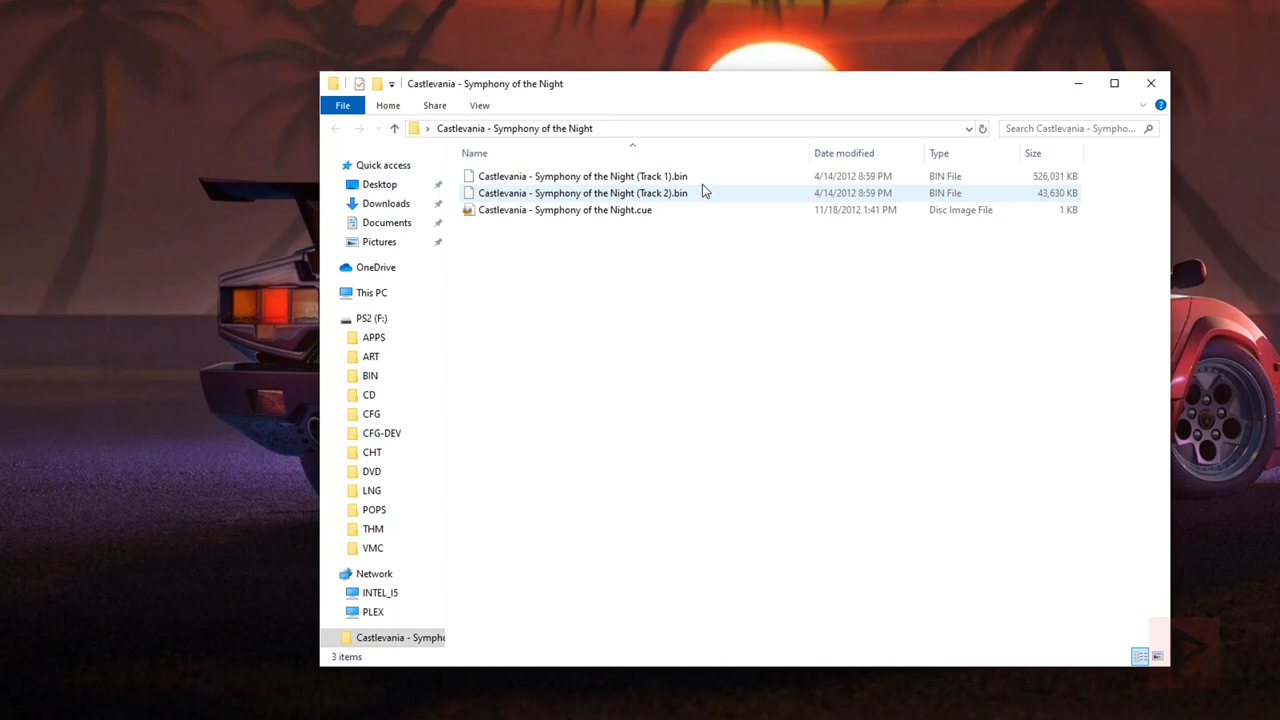 Castlevania - Symphony of the Night
File Home Share View
Castlevania - Symphony of the Night Search Castlevania - Sympho...
Name Date modified Type Size
Quick access
Desktop
Downloads
Documents
Pictures
OneDrive
This PC
PS2 (F:)
APPS
ART
BIN
CD
CFG
CFG-DEV
CHT
DVD
LNG
POPS
THM
VMC
Network
INTEL_I5
PLEX
Castlevania - Sympho
Castlevania - Symphony of the Night (Track 1).bin 4/14/2012 8:59 PM BIN File 526,031 KB
Castlevania - Symphony of the Night (Track 2).bin 4/14/2012 8:59 PM BIN File 43,630 KB
Castlevania - Symphony of the Night.cue 11/18/2012 1:41 PM Disc Image File 1 KB
3 items